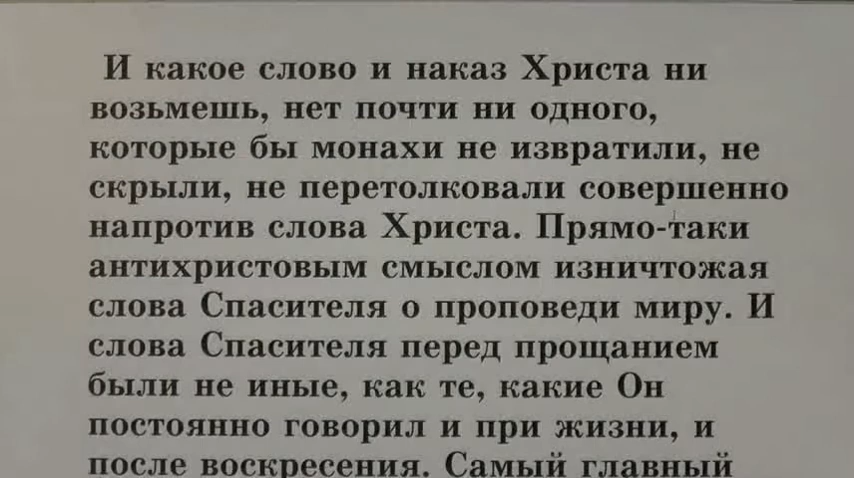 И какое слово и наказ Христа ни
возьмешь, нет почти ни одного,
которые бы монахи не извратили, не
скрыли, не перетолковали совершенно
напротив слова Христа. Прямо-таки
антихристовым смыслом изничтожая
слова Спасителя о проповеди миру. И
слова Спасителя перед прощанием
были не иные, как те, какие Он
постоянно говорил и при жизни, и
после воскресения. Самый главный